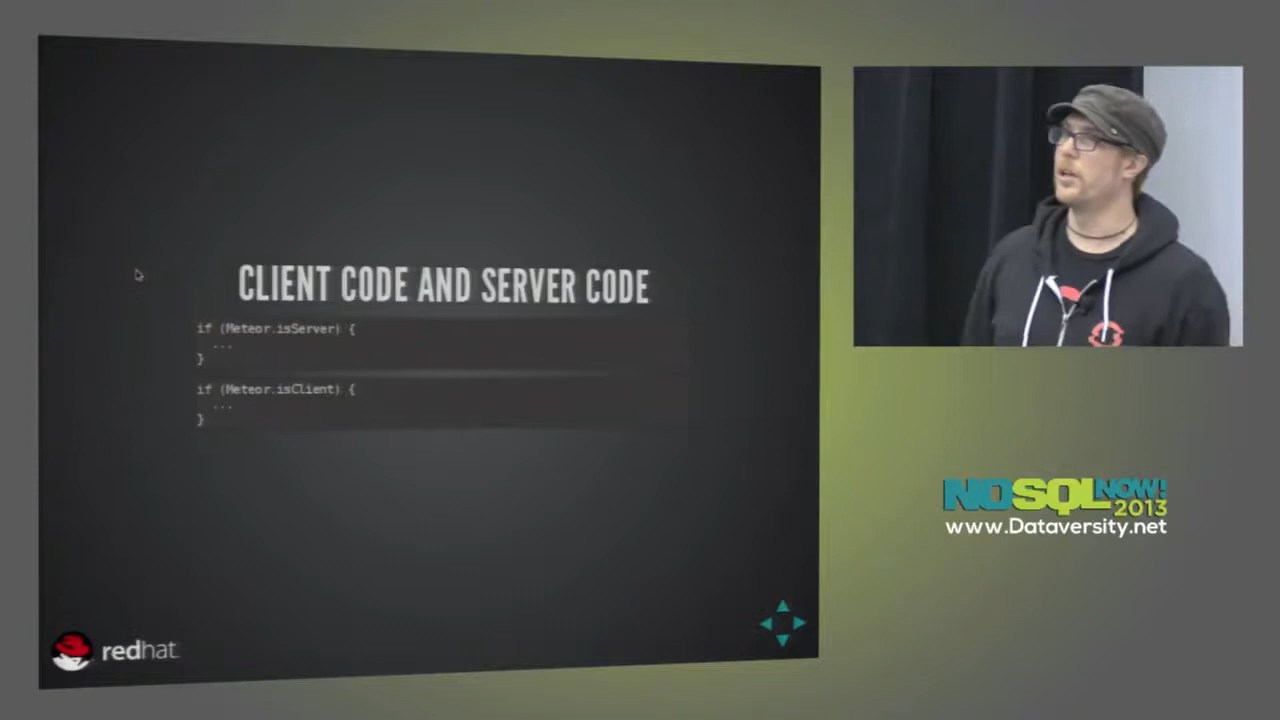 CLIENT CODE AND SERVER CODE
if (Meteor.isServer) {
...
}
if (Meteor.isClient) {
...
}
redhat
NOSQL NOW!
2013
www.Dataversity.net